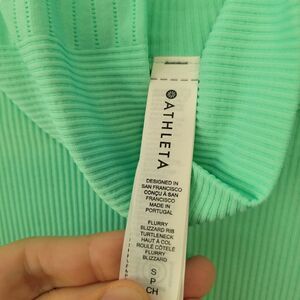 ATHLETA
DESIGNED IN
SAN FRANCISCO
CONÇU À SAN
FRANCISCO
MADE IN
PORTUGAL
FLURRY
BLIZZARD RIB
TURTLENECK
HAUT À COL
ROULÉ CÔTELÉ
FLURRY
BLIZZARD
S
P
CH